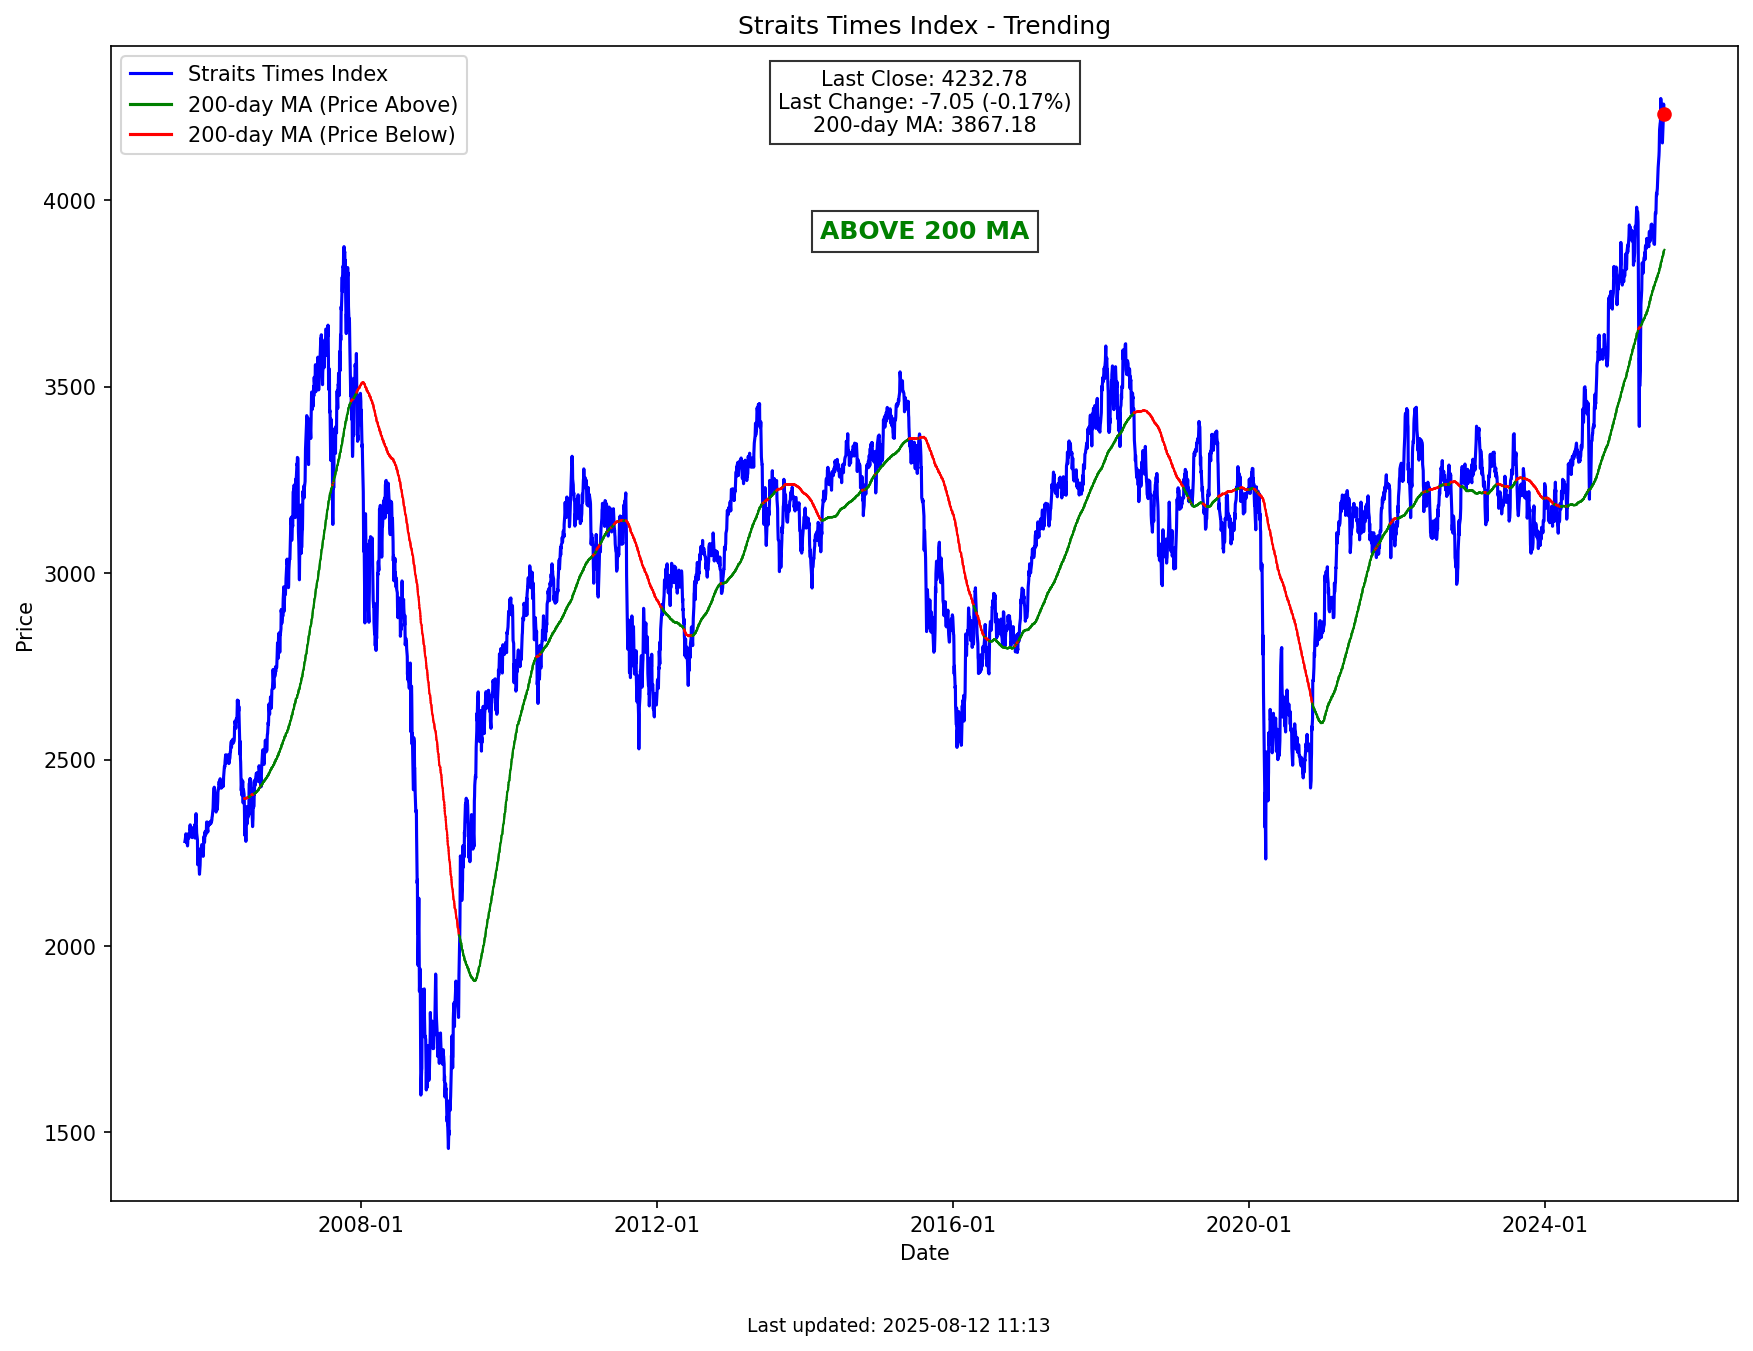 Straits Times Index - Trending
Straits Times Index
200-day MA (Price Above)
200-day MA (Price Below)
Last Close: 4232.78
Last Change: -7.05 (-0.17%)
200-day MA: 3867.18
ABOVE 200 MA
Price
4000
3500
3000
2500
2000
1500
2008-01
2012-01
2016-01
2020-01
2024-01
Date
Last updated: 2025-08-12 11:13